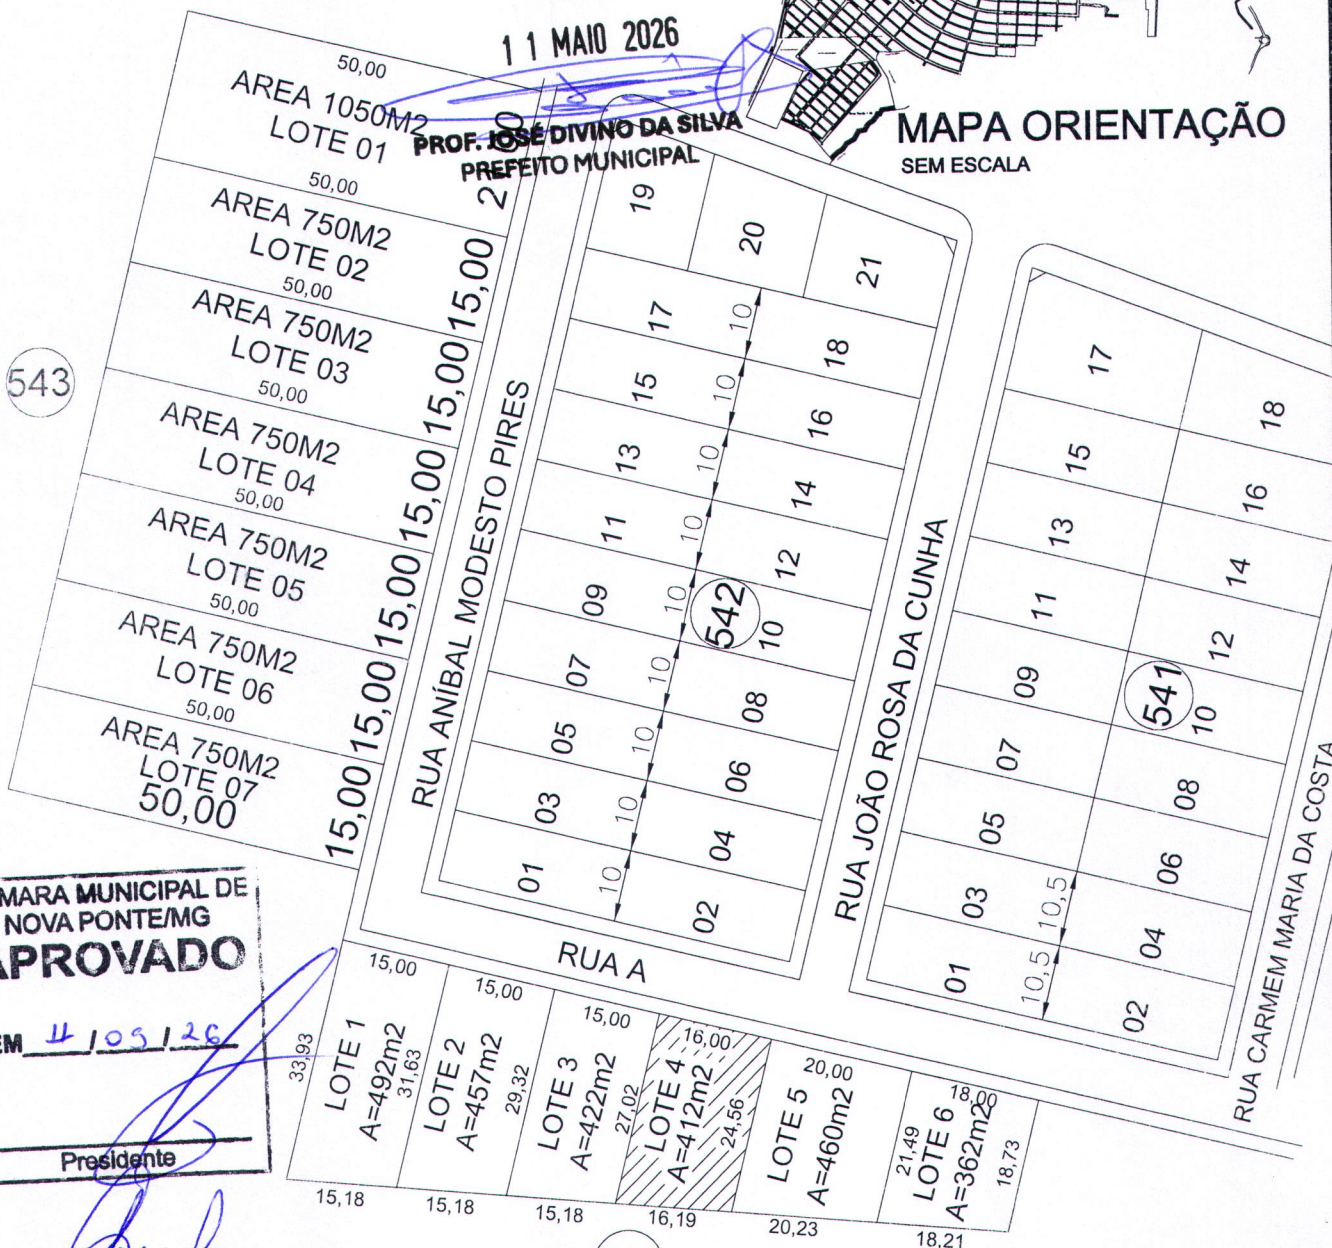 11 MAIO 2026
PROF. JOSÉ DIVINO DA SILVA
PREFEITO MUNICIPAL
MAPA ORIENTAÇÃO
SEM ESCALA
543
50,00
AREA 1050M2
LOTE 01
50,00
AREA 750M2
LOTE 02
15,00
50,00
AREA 750M2
LOTE 03
15,00
50,00
AREA 750M2
LOTE 04
15,00
50,00
AREA 750M2
LOTE 05
15,00
50,00
AREA 750M2
LOTE 06
15,00
50,00
AREA 750M2
LOTE 07
50,00
15,00
RUA ANÍBAL MODESTO PIRES
19
20
21
17
10
18
15
10
16
13
10
14
11
10
12
09
10
542
10
07
10
08
05
10
06
03
10
04
01
10
02
RUA JOÃO ROSA DA CUNHA
17
18
15
16
13
14
11
12
09
541
10
07
08
05
06
03
10,5
04
01
10,5
02
RUA CARMEM MARIA DA COSTA
RUA A
MARA MUNICIPAL DE
NOVA PONTE/MG
APROVADO
EM 11 / 05 / 26
Presidente
15,00
33,93
LOTE 1
A=492m2
31,63
15,18
15,00
LOTE 2
A=457m2
29,32
15,18
15,00
LOTE 3
A=422m2
27,02
15,18
16,00
LOTE 4
A=412m2
24,56
16,19
20,00
LOTE 5
A=460m2
21,49
20,23
18,00
LOTE 6
A=362m2
18,73
18,21